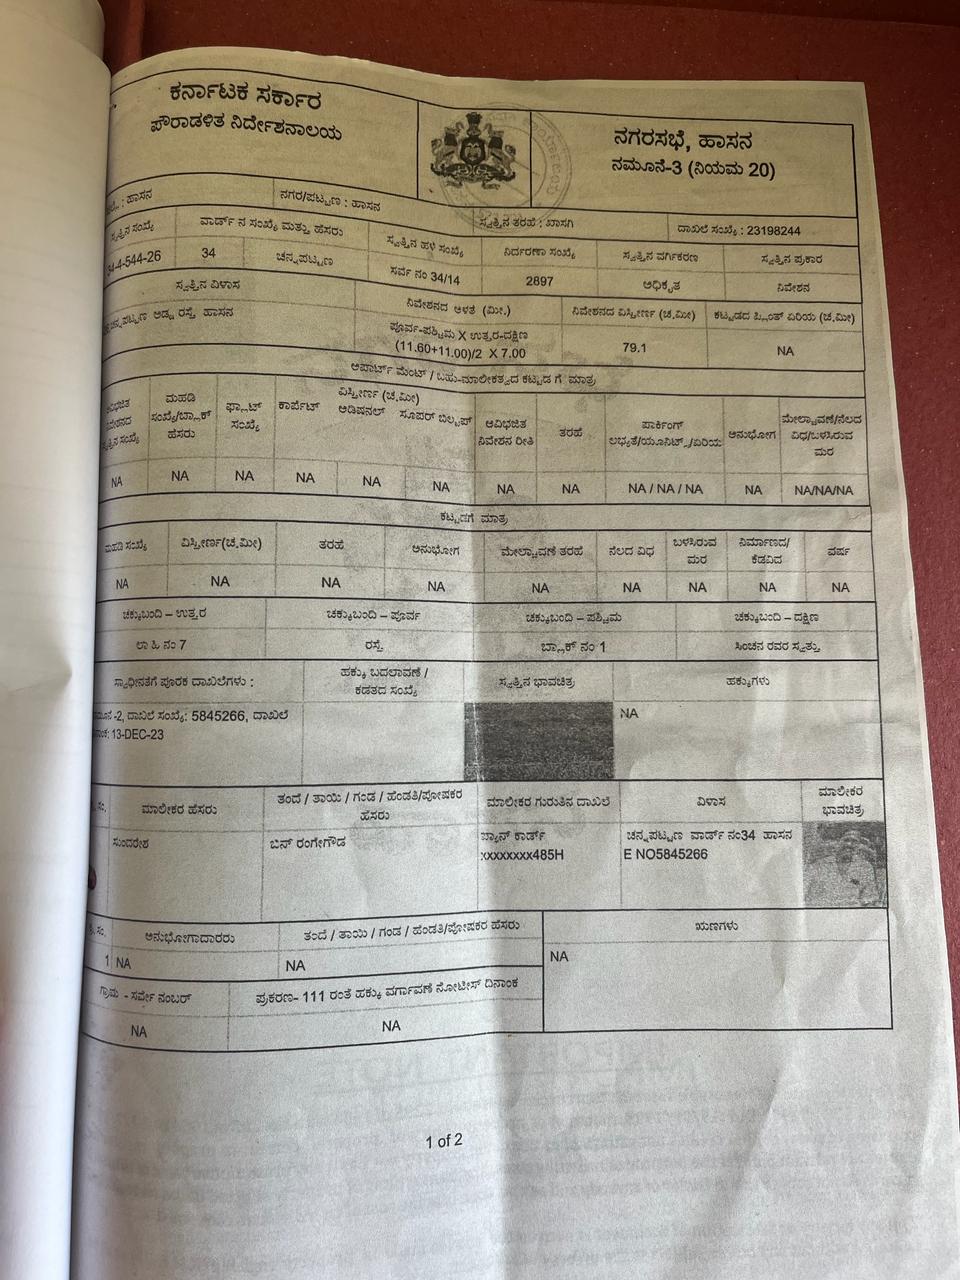 ಕರ್ನಾಟಕ ಸರ್ಕಾರ
ಪೌರಾಡಳಿತ ನಿರ್ದೇಶನಾಲಯ
ನಗರಸಭೆ, ಹಾಸನ
ನಮೂನೆ-3 (ನಿಯಮ 20)
: ಹಾಸನ ನಗರ/ಪಟ್ಟಣ : ಹಾಸನ ಸ್ವತ್ತಿನ ತರಹೆ : ಖಾಸಗಿ ದಾಖಲೆ ಸಂಖ್ಯೆ : 23198244
ಸ್ವತ್ತಿನ ಸಂಖ್ಯೆ ವಾರ್ಡ್ ನ ಸಂಖ್ಯೆ ಮತ್ತು ಹೆಸರು ಸ್ವತ್ತಿನ ಹಳೆ ಸಂಖ್ಯೆ ನಿರ್ದರಣಾ ಸಂಖ್ಯೆ ಸ್ವತ್ತಿನ ವರ್ಗೀಕರಣ ಸ್ವತ್ತಿನ ಪ್ರಕಾರ
34-4-544-26 34 ಚನ್ನಪಟ್ಟಣ ಸರ್ವೆ ನಂ 34/14 2897 ಅಧಿಕೃತ ನಿವೇಶನ
ಸ್ವತ್ತಿನ ವಿಳಾಸ ನಿವೇಶನದ ಅಳತೆ (ಮೀ.) ನಿವೇಶನದ ವಿಸ್ತೀರ್ಣ (ಚ.ಮೀ) ಕಟ್ಟಡದ ಪ್ಲಿಂತ್ ಏರಿಯ (ಚ.ಮೀ)
ಚನ್ನಪಟ್ಟಣ ಅಡ್ಡ ರಸ್ತೆ ಹಾಸನ ಪೂರ್ವ-ಪಶ್ಚಿಮ X ಉತ್ತರ-ದಕ್ಷಿಣ
(11.60+11.00)/2 X 7.00 79.1 NA
ಅಪಾರ್ಟ್ ಮೆಂಟ್ / ಬಹು-ಮಾಲೀಕತ್ವದ ಕಟ್ಟಡ ಗೆ ಮಾತ್ರ
ಅವಿಭಜಿತ ನಿವೇಶನದ ಸ್ವತ್ತಿನ ಸಂಖ್ಯೆ ಮಹಡಿ ಸಂಖ್ಯೆ/ಬ್ಲಾಕ್ ಹೆಸರು ಫ್ಲಾಟ್ ಸಂಖ್ಯೆ ವಿಸ್ತೀರ್ಣ (ಚ.ಮೀ) ಕಾರ್ಪೆಟ್ ಅಡಿಷನಲ್ ಸೂಪರ್ ಬಿಲ್ಟಪ್ ಅವಿಭಜಿತ ನಿವೇಶನ ರೀತಿ ತರಹೆ ಪಾರ್ಕಿಂಗ್ ಲಭ್ಯತೆ/ಯೂನಿಟ್ಸ್/ಏರಿಯ ಅನುಭೋಗ ಮೇಲ್ಚಾವಣೆ/ನೆಲದ ವಿಧ/ಬಳಸಿರುವ ಮರ
NA NA NA NA NA NA NA NA NA / NA / NA NA NA/NA/NA
ಕಟ್ಟಡಗೆ ಮಾತ್ರ
ಮಹಡಿ ಸಂಖ್ಯೆ ವಿಸ್ತೀರ್ಣ(ಚ.ಮೀ) ತರಹೆ ಅನುಭೋಗ ಮೇಲ್ಚಾವಣೆ ತರಹೆ ನೆಲದ ವಿಧ ಬಳಸಿರುವ ಮರ ನಿರ್ಮಾಣದ/ ಕೆಡವಿದ ವರ್ಷ
NA NA NA NA NA NA NA NA NA
ಚಕ್ಕುಬಂದಿ – ಉತ್ತರ ಚಕ್ಕುಬಂದಿ – ಪೂರ್ವ ಚಕ್ಕುಬಂದಿ – ಪಶ್ಚಿಮ ಚಕ್ಕುಬಂದಿ – ದಕ್ಷಿಣ
ಉಾ ಹಿ ನಂ 7 ರಸ್ತೆ ಬ್ಲಾಕ್ ನಂ 1 ಸಿಂಚನ ರವರ ಸ್ವತ್ತು
ಸ್ವಾಧೀನತೆಗೆ ಪೂರಕ ದಾಖಲೆಗಳು : ಹಕ್ಕು ಬದಲಾವಣೆ / ಕಡತದ ಸಂಖ್ಯೆ ಸ್ವತ್ತಿನ ಭಾವಚಿತ್ರ ಹಕ್ಕುಗಳು
ನಮೂನೆ -2, ದಾಖಲೆ ಸಂಖ್ಯೆ: 5845266, ದಾಖಲೆ NA
ದಿನಾಂಕ: 13-DEC-23
ಸಂ. ಮಾಲೀಕರ ಹೆಸರು ತಂದೆ / ತಾಯಿ / ಗಂಡ / ಹೆಂಡತಿ/ಪೋಷಕರ ಹೆಸರು ಮಾಲೀಕರ ಗುರುತಿನ ದಾಖಲೆ ವಿಳಾಸ ಮಾಲೀಕರ ಭಾವಚಿತ್ರ
ಸುಂದರೇಶ ಬಿನ್ ರಂಗೇಗೌಡ ಪ್ಯಾನ್ ಕಾರ್ಡ್ ಚನ್ನಪಟ್ಟಣ ವಾರ್ಡ್ ನಂ34 ಹಾಸನ
xxxxxxxx485H E NO5845266
ಸಂ. ಅನುಭೋಗಾದಾರರು ತಂದೆ / ತಾಯಿ / ಗಂಡ / ಹೆಂಡತಿ/ಪೋಷಕರ ಹೆಸರು ಋಣಗಳು
1 NA NA NA
ಗ್ರಾಮ - ಸರ್ವೇ ನಂಬರ್ ಪ್ರಕರಣ- 111 ರಂತೆ ಹಕ್ಕು ವರ್ಗಾವಣೆ ನೋಟೀಸ್ ದಿನಾಂಕ
NA NA
1 of 2